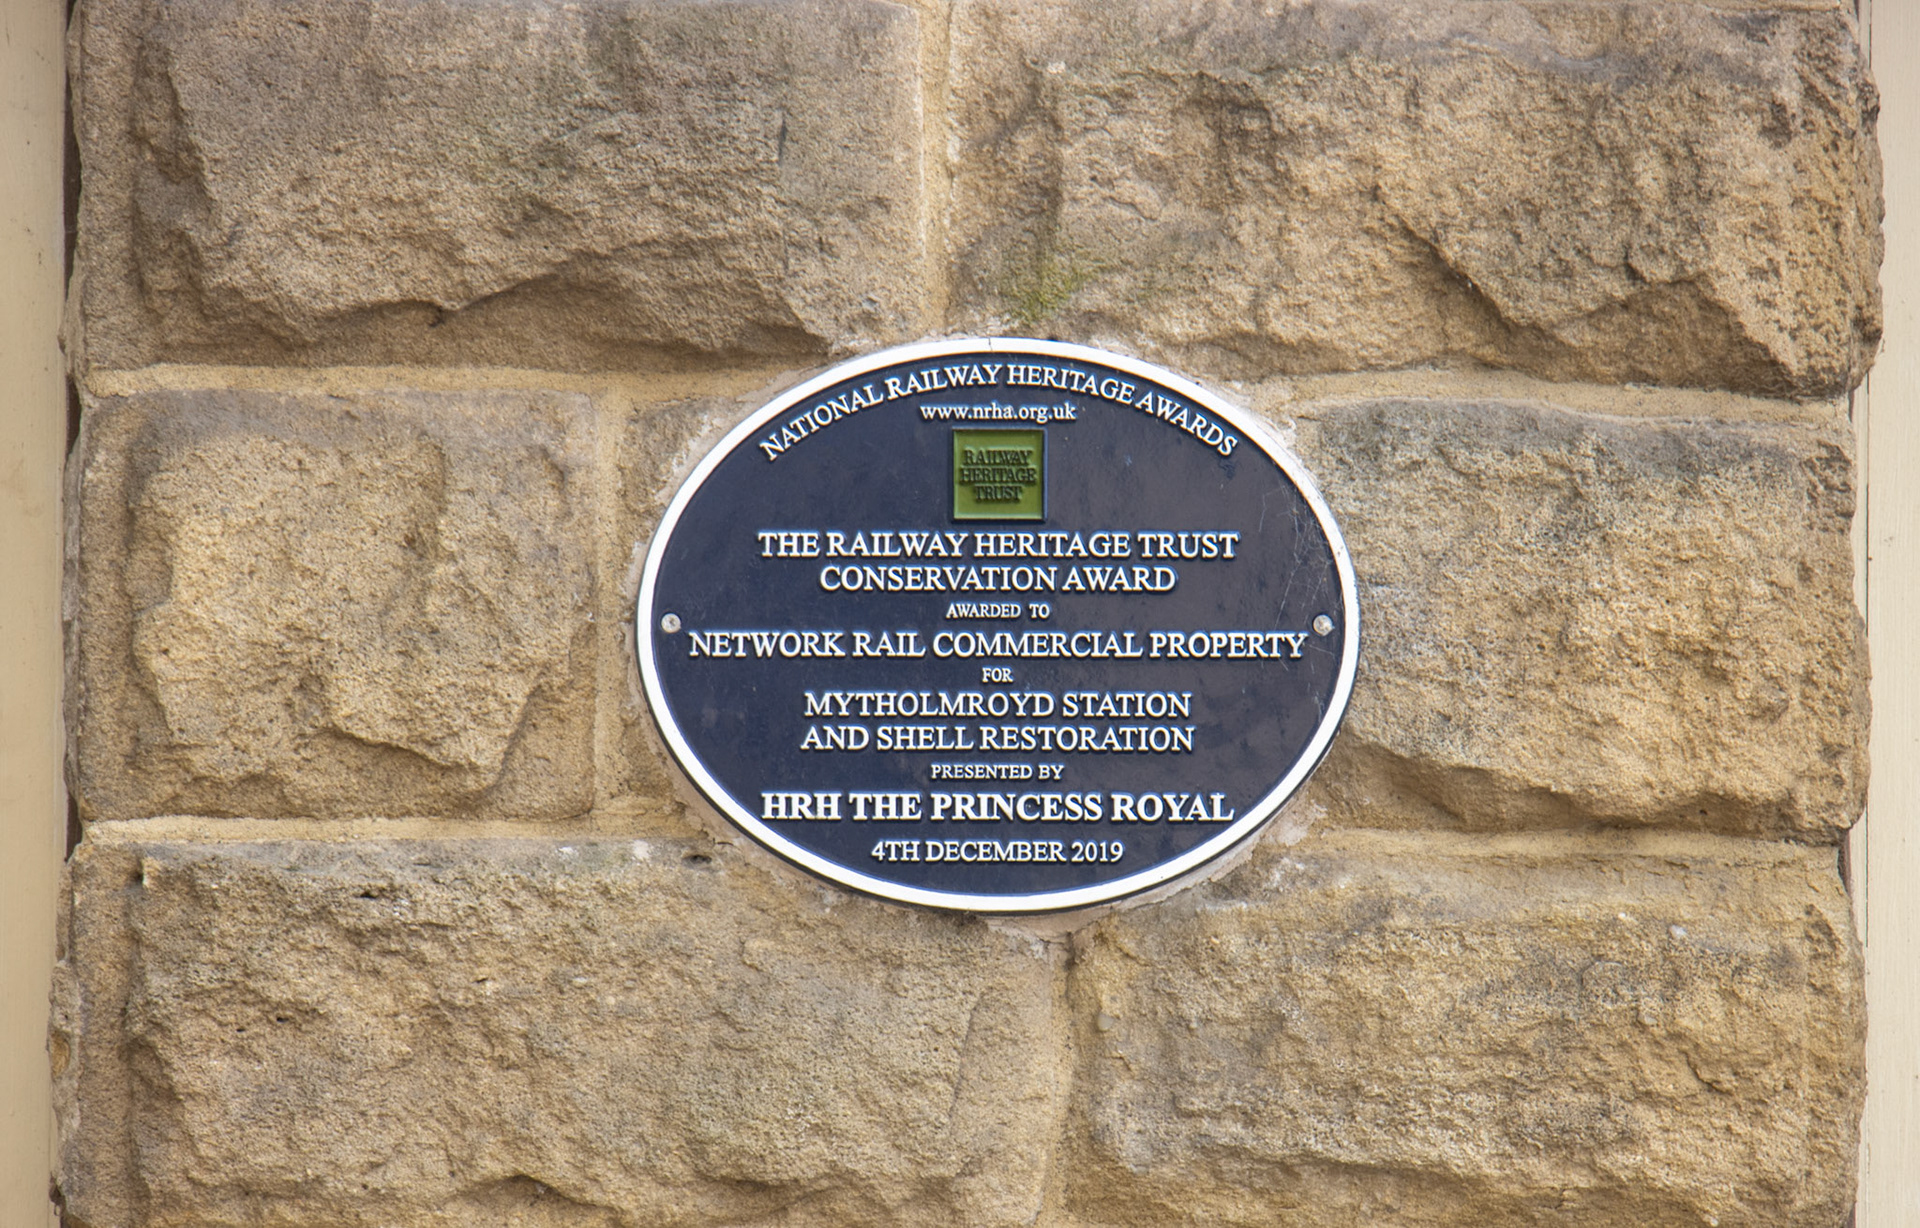 NATIONAL RAILWAY HERITAGE AWARDS
www.nrha.org.uk
RAILWAY
HERITAGE
TRUST
THE RAILWAY HERITAGE TRUST
CONSERVATION AWARD
AWARDED TO
NETWORK RAIL COMMERCIAL PROPERTY
FOR
MYTHOLMROYD STATION
AND SHELL RESTORATION
PRESENTED BY
HRH THE PRINCESS ROYAL
4TH DECEMBER 2019